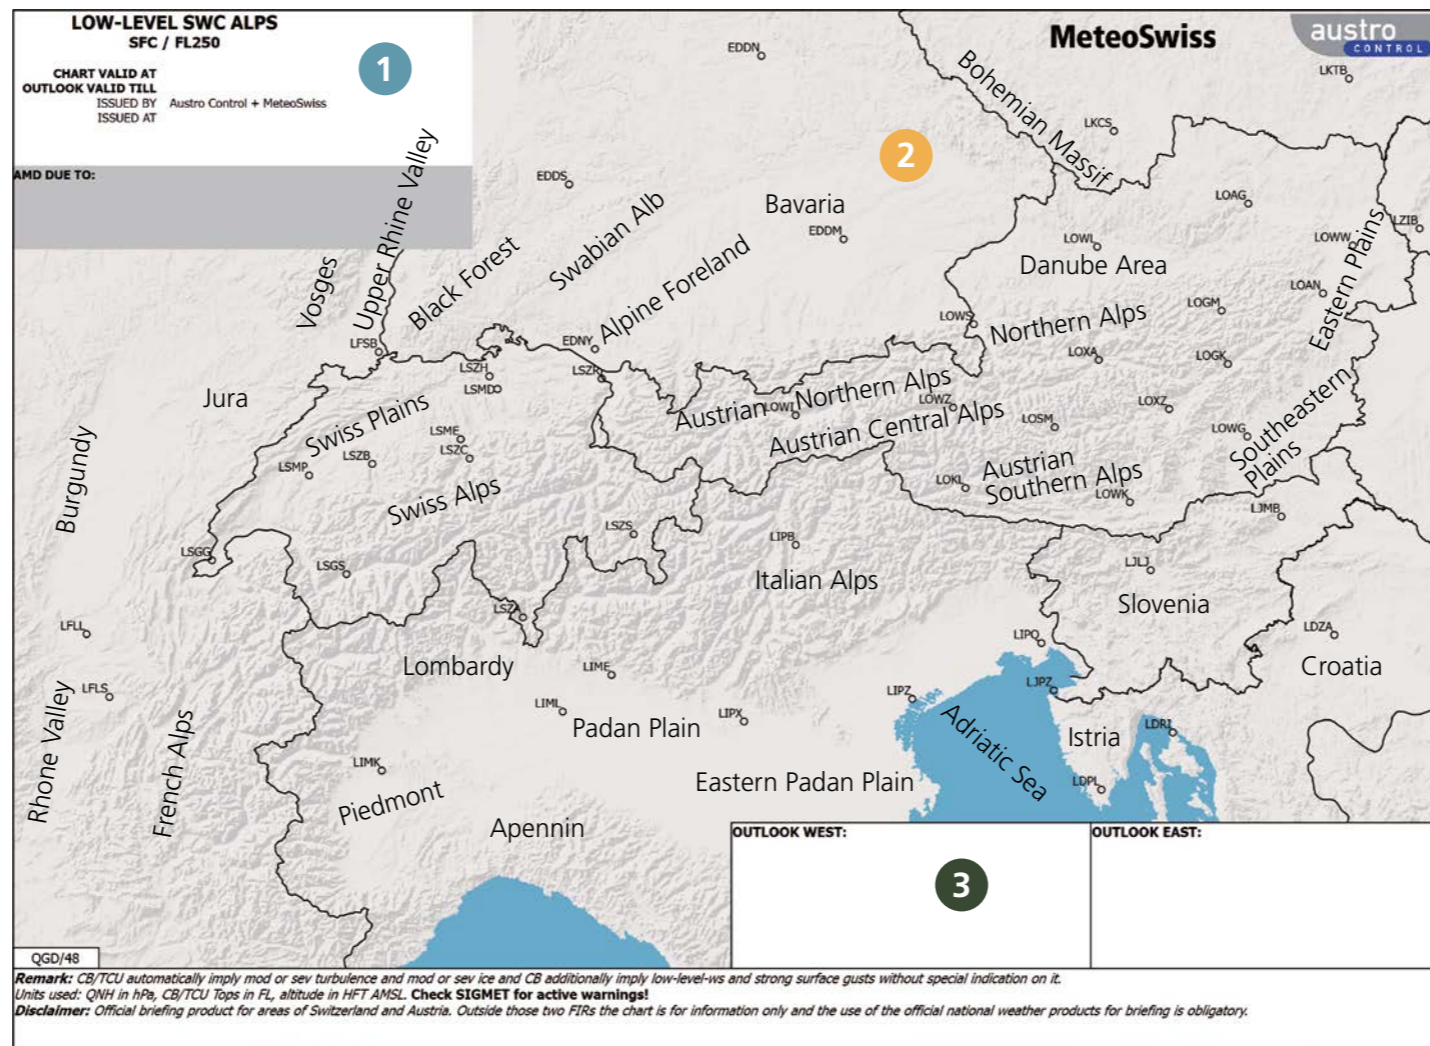 LOW-LEVEL SWC ALPS
SFC / FL250
CHART VALID AT
OUTLOOK VALID TILL
ISSUED BY Austro Control + MeteoSwiss
ISSUED AT
1
AMD DUE TO:
MeteoSwiss
austro
CONTROL
2
EDDN
LKTB
Bohemian Massif
LKCS
EDDS
Upper Rhine Valley
Vosges
Black Forest
Swabian Alb
Bavaria
EDDM
Alpine Foreland
LOAG
LZIB
LOWL
LOWW
Danube Area
Eastern Plains
LOAN
LOGM
LOWS
Northern Alps
LFSB
EDNY
LSZH
LSZR
LSMD
LOXA
LOGK
Jura
Swiss Plains
Austrian
LOWI
Northern Alps
LOWZ
LOXZ
Austrian Central Alps
LOSM
LOWG
Southeastern
Plains
LSME
LSZB
LSZC
LSMP
Burgundy
Swiss Alps
Austrian
Southern Alps
LOKL
LOWK
LJMB
LSZS
LIPB
LSGG
LSGS
LJLJ
Italian Alps
Slovenia
LSZA
LFLL
LDZA
LIPQ
Lombardy
LIME
Croatia
Rhone Valley
LFLS
LIPZ
LJPZ
LIML
LIPX
Padan Plain
Adriatic Sea
Istria
LDRI
French Alps
LIMK
Piedmont
Eastern Padan Plain
LDPL
Apennin
OUTLOOK WEST:
OUTLOOK EAST:
3
QGD/48
Remark: CB/TCU automatically imply mod or sev turbulence and mod or sev ice and CB additionally imply low-level-ws and strong surface gusts without special indication on it.
Units used: QNH in hPa, CB/TCU Tops in FL, altitude in HFT AMSL. Check SIGMET for active warnings!
Disclaimer: Official briefing product for areas of Switzerland and Austria. Outside those two FIRs the chart is for information only and the use of the official national weather products for briefing is obligatory.